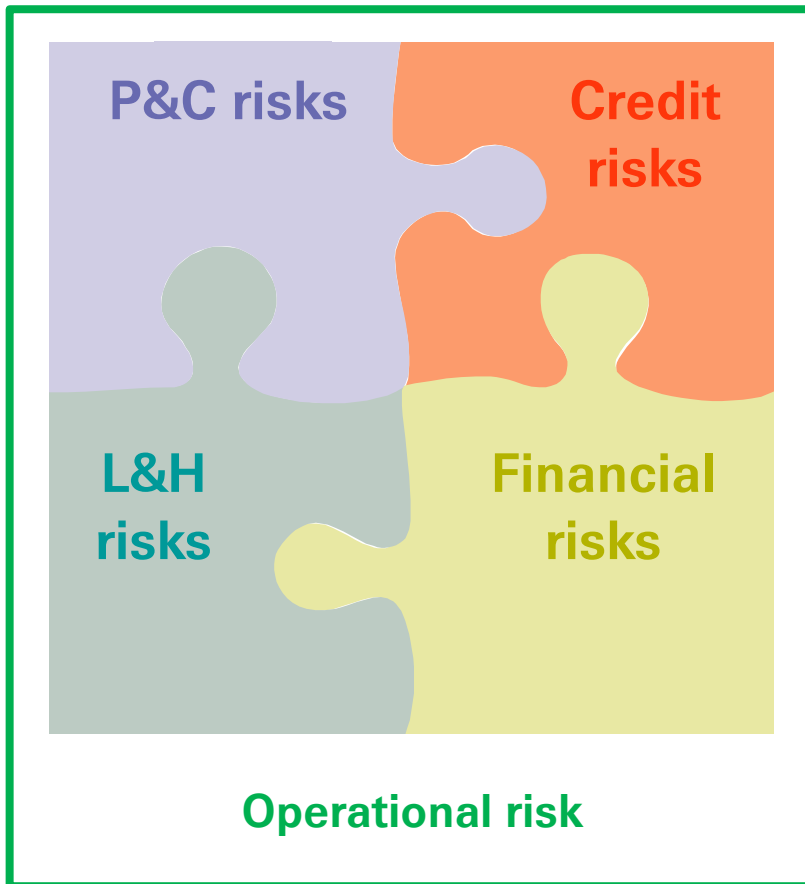 P&C risks
Credit
risks
L&H
risks
Financial
risks
Operational risk